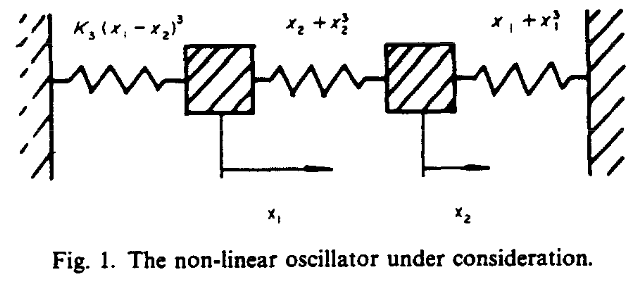 K₃(x₁ - x₂)³
x₂ + x₂³
x₁ + x₁³
x₁
x₂
Fig. 1. The non-linear oscillator under consideration.